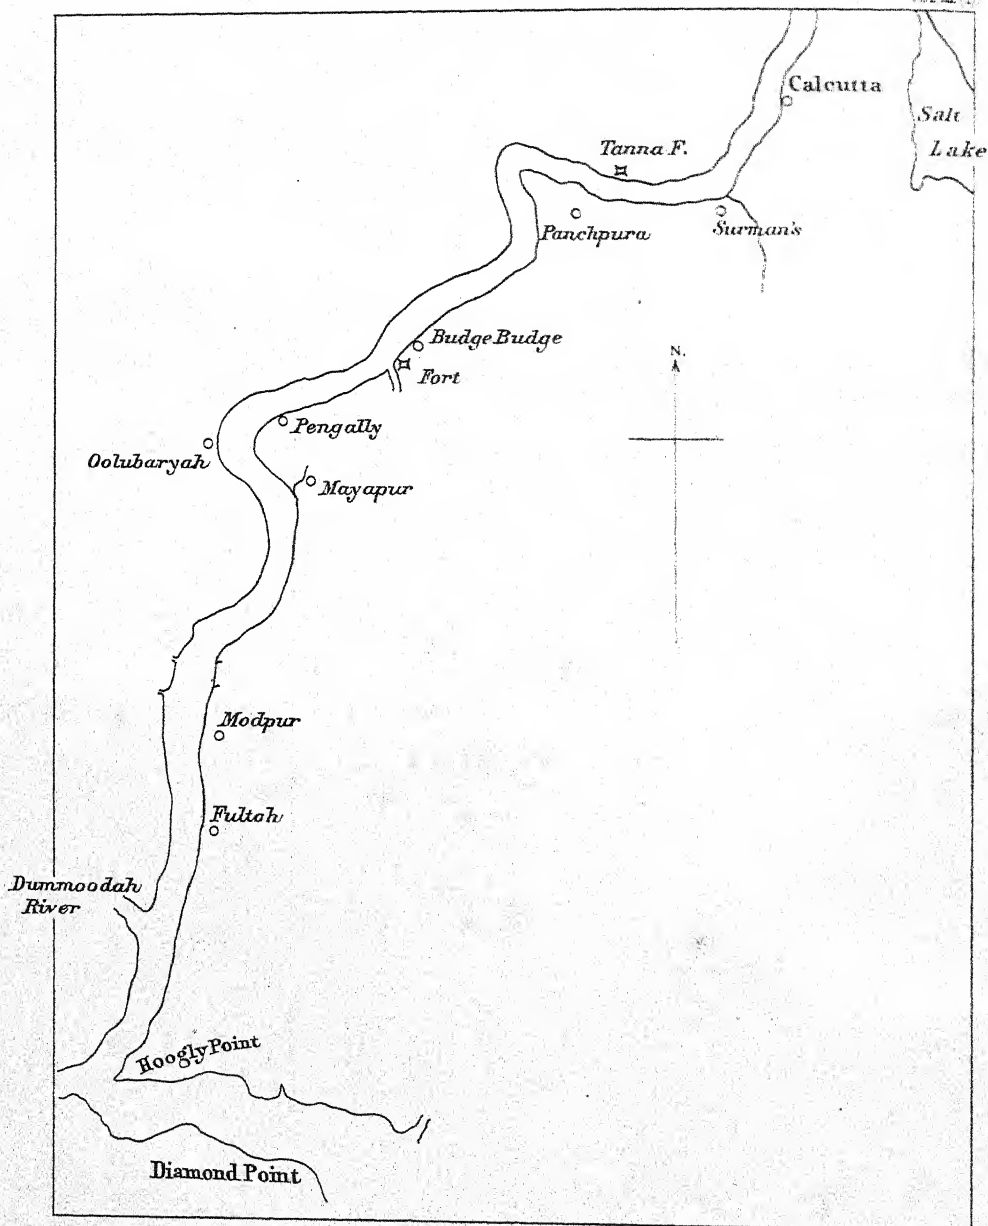 Calcutta
Salt
Lake
Tanna F.
Panchpura
Surman's
Budge Budge
Fort
N.
Pengally
Oolubaryah
Mayapur
Modpur
Fultah
Dummoodah
River
Hoogly Point
Diamond Point